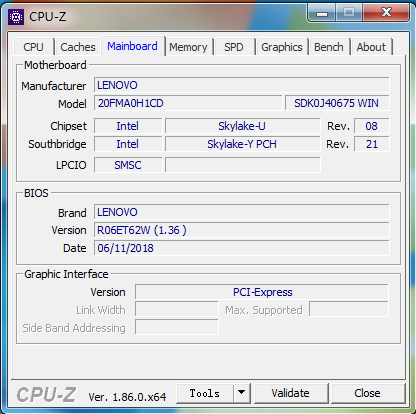 CPU-Z
CPU Caches Mainboard Memory SPD Graphics Bench About
Motherboard
Manufacturer LENOVO
Model 20FMA0H1CD SDK0J40675 WIN
Chipset Intel Skylake-U Rev. 08
Southbridge Intel Skylake-Y PCH Rev. 21
LPCIO SMSC
BIOS
Brand LENOVO
Version R06ET62W (1.36 )
Date 06/11/2018
Graphic Interface
Version PCI-Express
Link Width Max. Supported
Side Band Addressing
CPU-Z Ver. 1.86.0.x64 Tools Validate Close